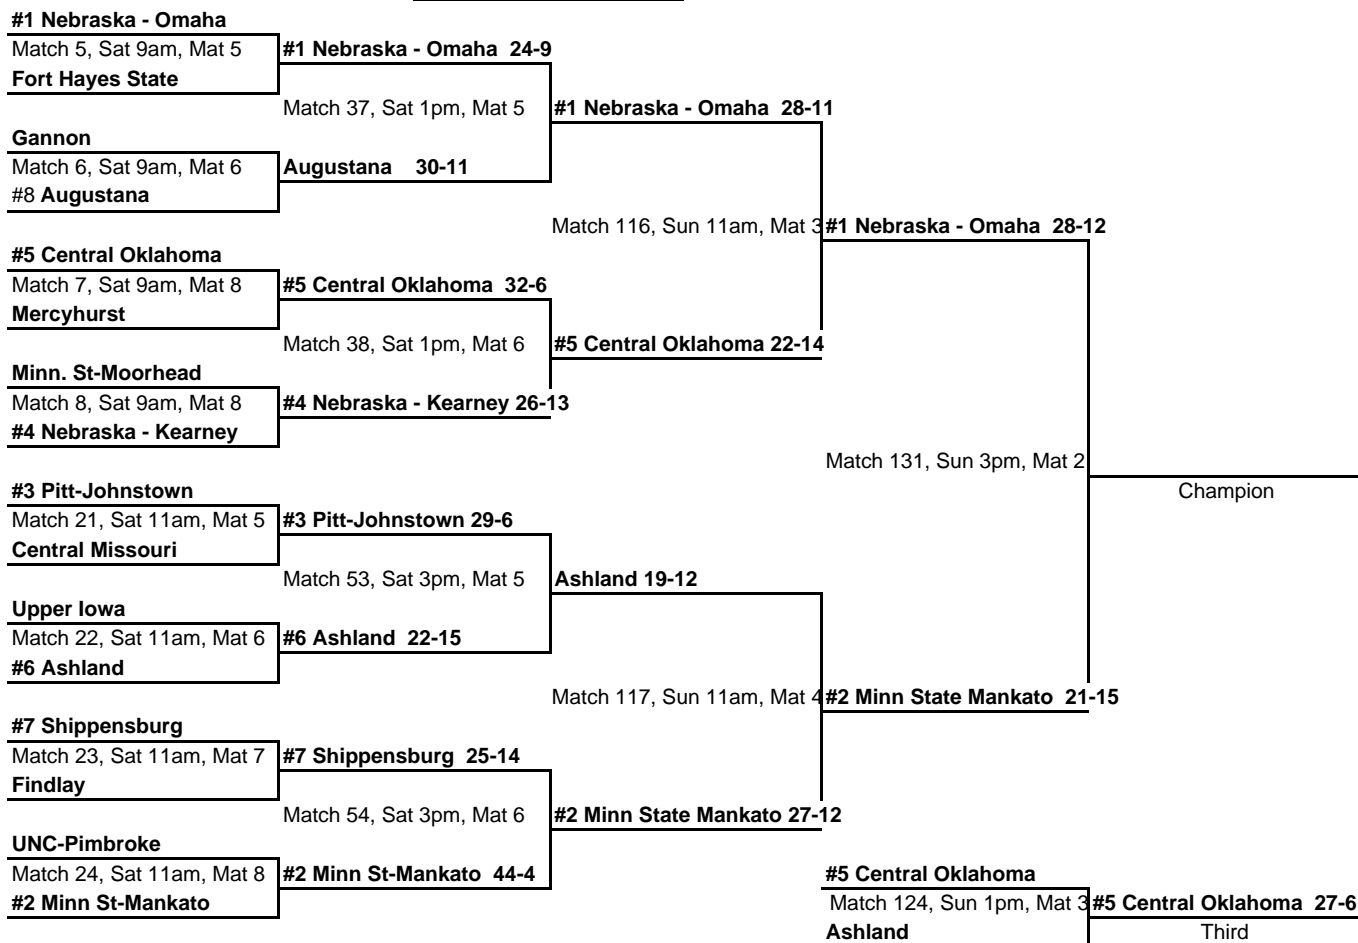 #1 Nebraska - Omaha
Match 5, Sat 9am, Mat 5 #1 Nebraska - Omaha 24-9
Fort Hayes State
Match 37, Sat 1pm, Mat 5 #1 Nebraska - Omaha 28-11
Gannon
Match 6, Sat 9am, Mat 6 Augustana 30-11
#8 Augustana
Match 116, Sun 11am, Mat 3 #1 Nebraska - Omaha 28-12
#5 Central Oklahoma
Match 7, Sat 9am, Mat 8 #5 Central Oklahoma 32-6
Mercyhurst
Match 38, Sat 1pm, Mat 6 #5 Central Oklahoma 22-14
Minn. St-Moorhead
Match 8, Sat 9am, Mat 8 #4 Nebraska - Kearney 26-13
#4 Nebraska - Kearney
Match 131, Sun 3pm, Mat 2
#3 Pitt-Johnstown Champion
Match 21, Sat 11am, Mat 5 #3 Pitt-Johnstown 29-6
Central Missouri
Match 53, Sat 3pm, Mat 5 Ashland 19-12
Upper Iowa
Match 22, Sat 11am, Mat 6 #6 Ashland 22-15
#6 Ashland
Match 117, Sun 11am, Mat 4 #2 Minn State Mankato 21-15
#7 Shippensburg
Match 23, Sat 11am, Mat 7 #7 Shippensburg 25-14
Findlay
Match 54, Sat 3pm, Mat 6 #2 Minn State Mankato 27-12
UNC-Pimbroke
Match 24, Sat 11am, Mat 8 #2 Minn St-Mankato 44-4 #5 Central Oklahoma
#2 Minn St-Mankato Match 124, Sun 1pm, Mat 3 #5 Central Oklahoma 27-6
Ashland Third